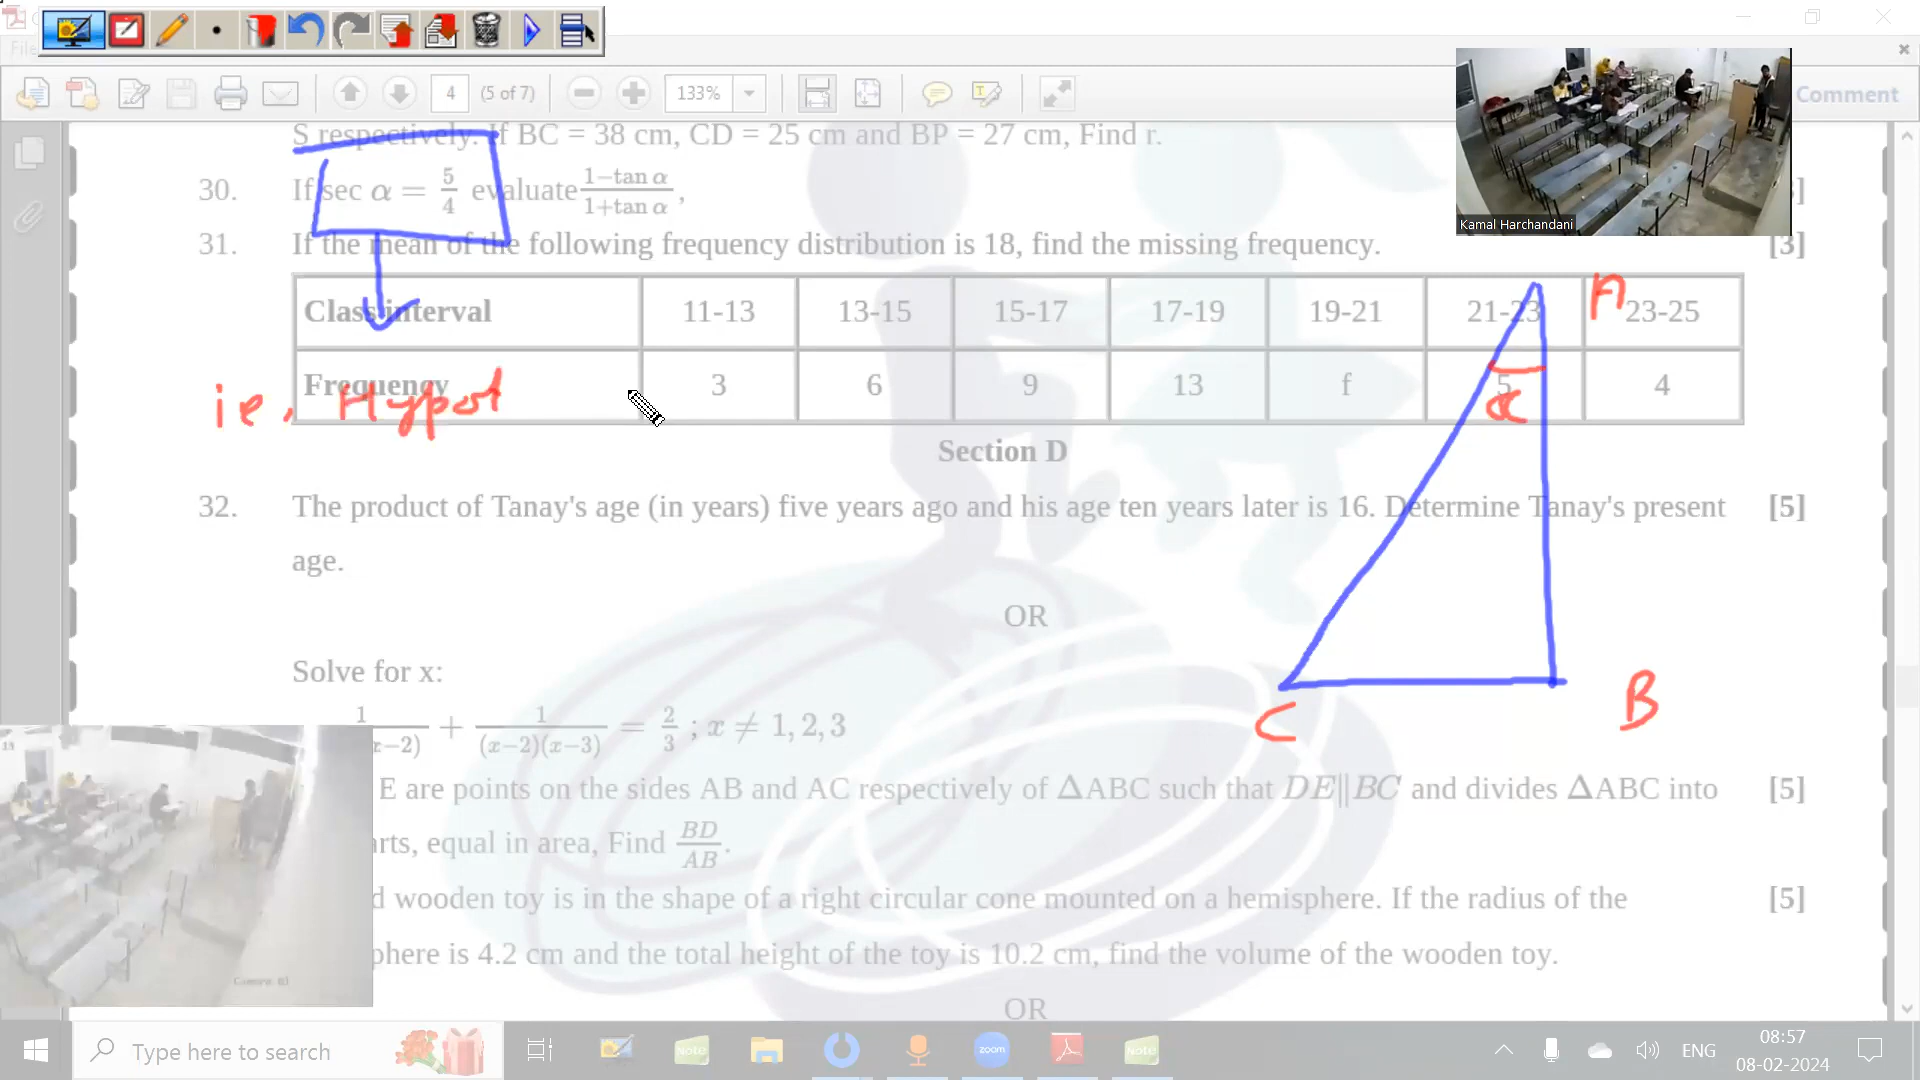 4 (5 of 7) 133% Comment
S respectively. If BC = 38 cm, CD = 25 cm and BP = 27 cm, Find r.
Kamal Harchandani
30. If sec α = 5/4 evaluate (1−tan α)/(1+tan α),
31. If the mean of the following frequency distribution is 18, find the missing frequency. [3]
Class interval 11-13 13-15 15-17 17-19 19-21 21-23 23-25
A
Frequency 3 6 9 13 f 5 4
ie. Hypot
α
Section D
32. The product of Tanay's age (in years) five years ago and his age ten years later is 16. Determine Tanay's present [5]
age.
OR
Solve for x:
1/ x−2) + 1/(x−2)(x−3) = 2/3 ; x ≠ 1, 2, 3
C B
E are points on the sides AB and AC respectively of ΔABC such that DE||BC and divides ΔABC into [5]
arts, equal in area, Find BD/AB.
d wooden toy is in the shape of a right circular cone mounted on a hemisphere. If the radius of the [5]
phere is 4.2 cm and the total height of the toy is 10.2 cm, find the volume of the wooden toy.
OR
Type here to search
Note
zoom
Note
ENG
08:57
08-02-2024